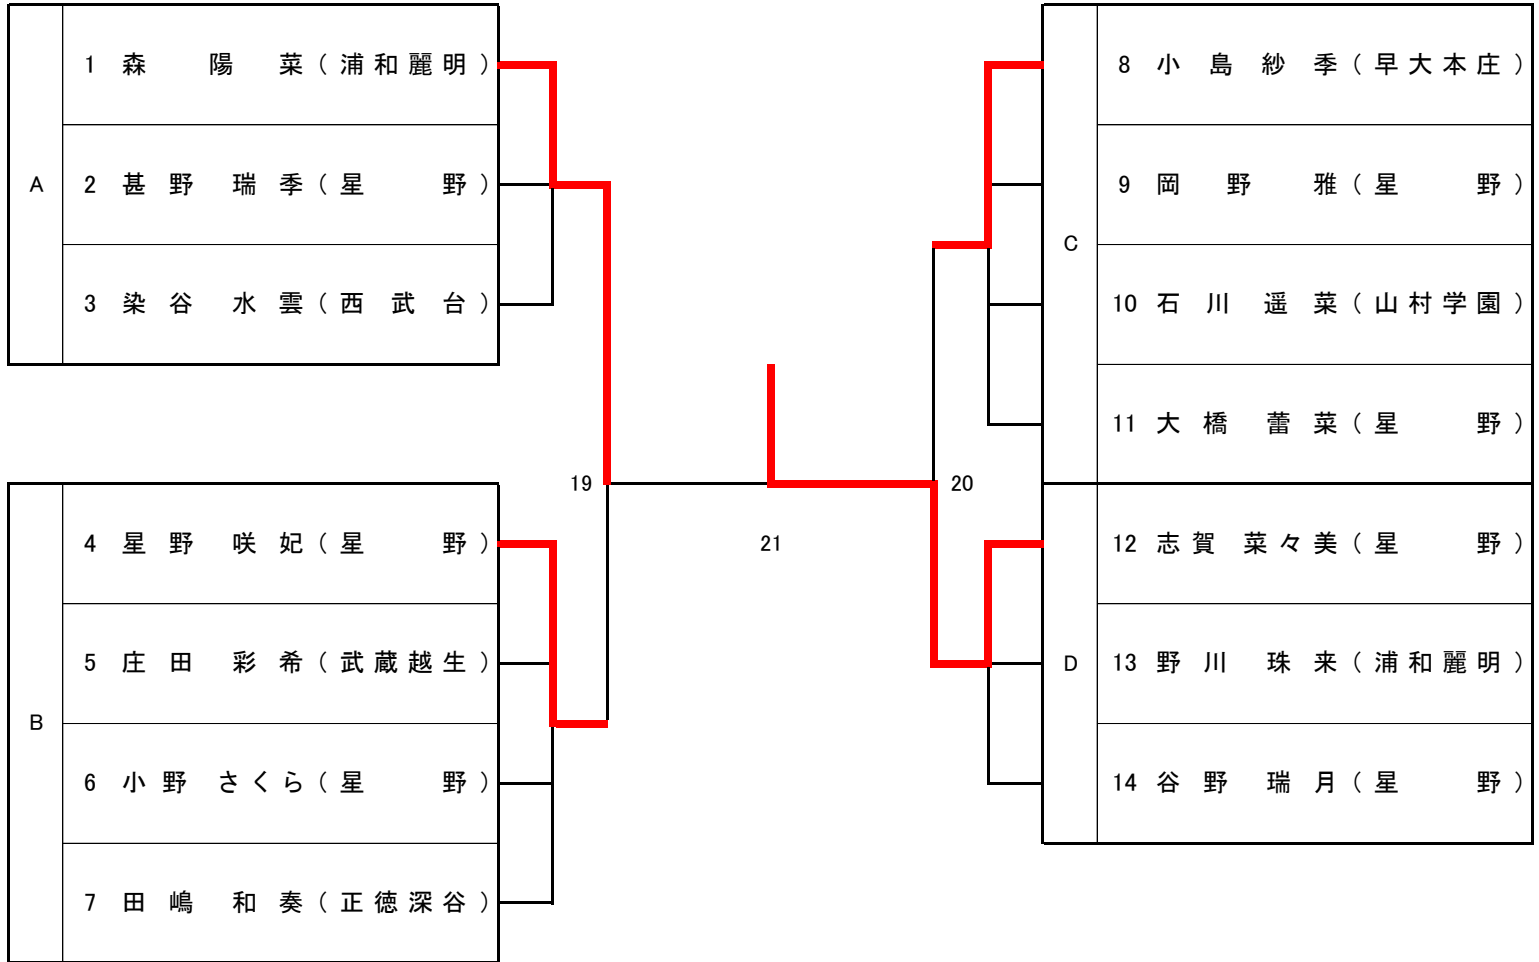 A
1 森 陽 菜 ( 浦 和 麗 明 )
2 甚 野 瑞 季 ( 星 野 )
3 染 谷 水 雲 ( 西 武 台 )
B
4 星 野 咲 妃 ( 星 野 )
5 庄 田 彩 希 ( 武 蔵 越 生 )
6 小 野 さ く ら ( 星 野 )
7 田 嶋 和 奏 ( 正 徳 深 谷 )
19
21
20
C
8 小 島 紗 季 ( 早 大 本 庄 )
9 岡 野 雅 ( 星 野 )
10 石 川 遥 菜 ( 山 村 学 園 )
11 大 橋 蕾 菜 ( 星 野 )
D
12 志 賀 菜 々 美 ( 星 野 )
13 野 川 珠 来 ( 浦 和 麗 明 )
14 谷 野 瑞 月 ( 星 野 )